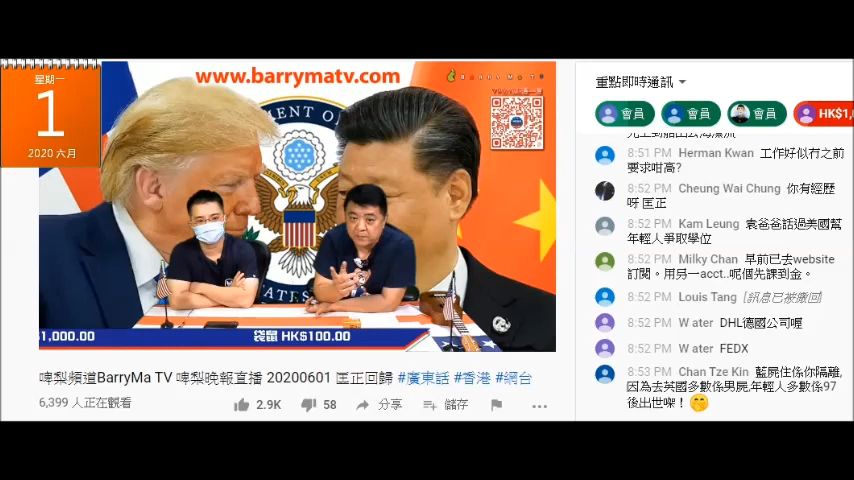 星期一
1
2020 六月
www.barrymatv.com
Barry Ma TV
1,000.00
袋鼠 HK$100.00
啤梨頻道BarryMa TV 啤梨晚報直播 20200601 匡正回歸 #廣東話 #香港 #網台
6,399 人正在觀看
2.9K
58
分享
儲存
重點即時通訊
會員
會員
會員
HK$1,0
8:51 PM Herman Kwan 工作好似冇之前
要求咁高?
8:52 PM Cheung Wai Chung 你有經歷
呀 匡正
8:52 PM Kam Leung 袁爸爸話過美國幫
年輕人爭取學位
8:52 PM Milky Chan 早前已去website
訂閱。用另一acct..呢個先課到金。
8:52 PM Louis Tang [訊息已被撤回]
8:52 PM W ater DHL德國公司喔
8:52 PM W ater FEDX
8:53 PM Chan Tze Kin 藍屍住係你隔離,
因為去英國多數係男屍,年輕人多數係97
後出世㗎！